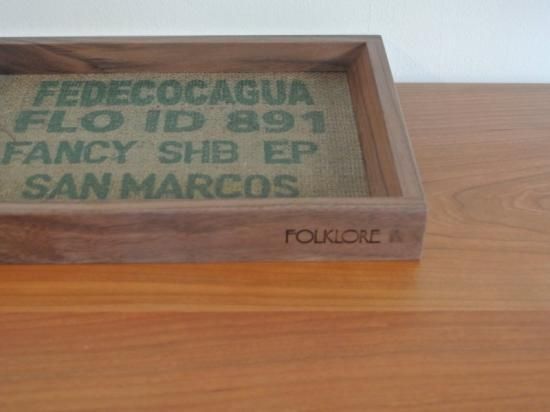 FEDECOCAGUA
FLO ID 891
FANCY SHB EP
SAN MARCOS
FOLKLORE